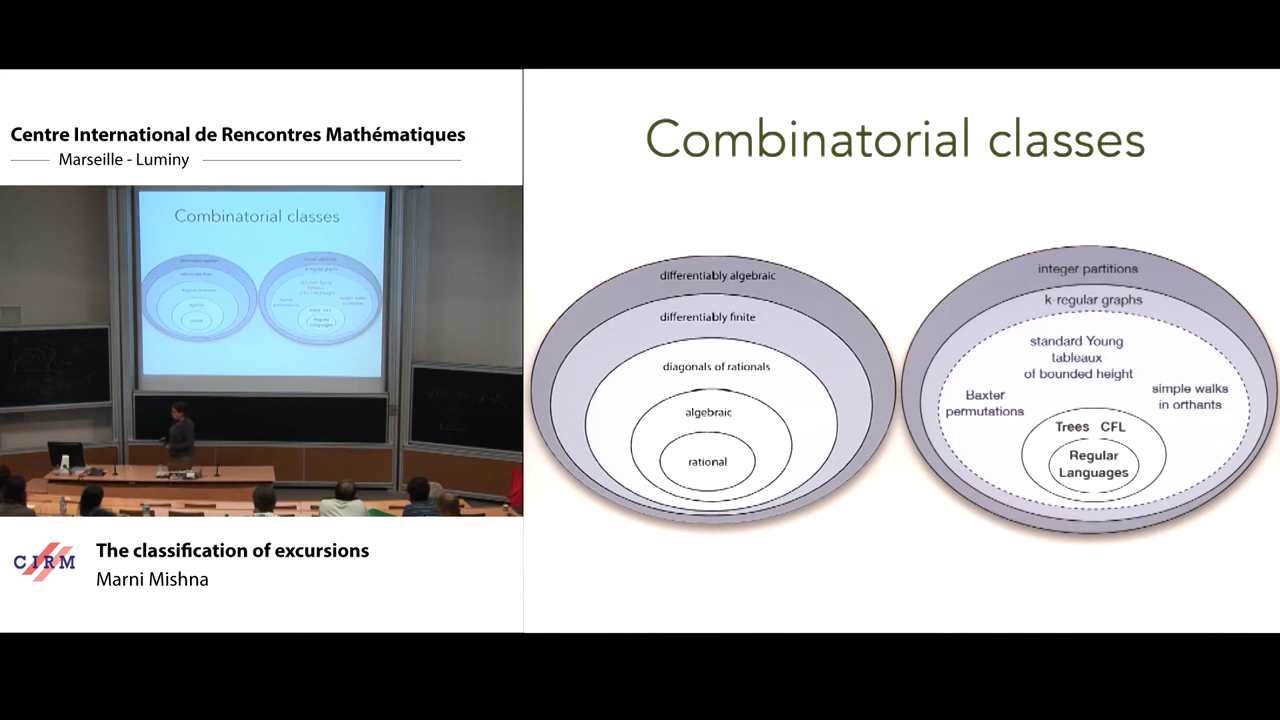 Centre International de Rencontres Mathématiques
Marseille - Luminy
Combinatorial classes
CIRM
The classification of excursions
Marni Mishna
Combinatorial classes
differentiably algebraic
differentiably finite
diagonals of rationals
algebraic
rational
integer partitions
k-regular graphs
standard Young
tableaux
of bounded height
Baxter
permutations
simple walks
in orthants
Trees CFL
Regular
Languages